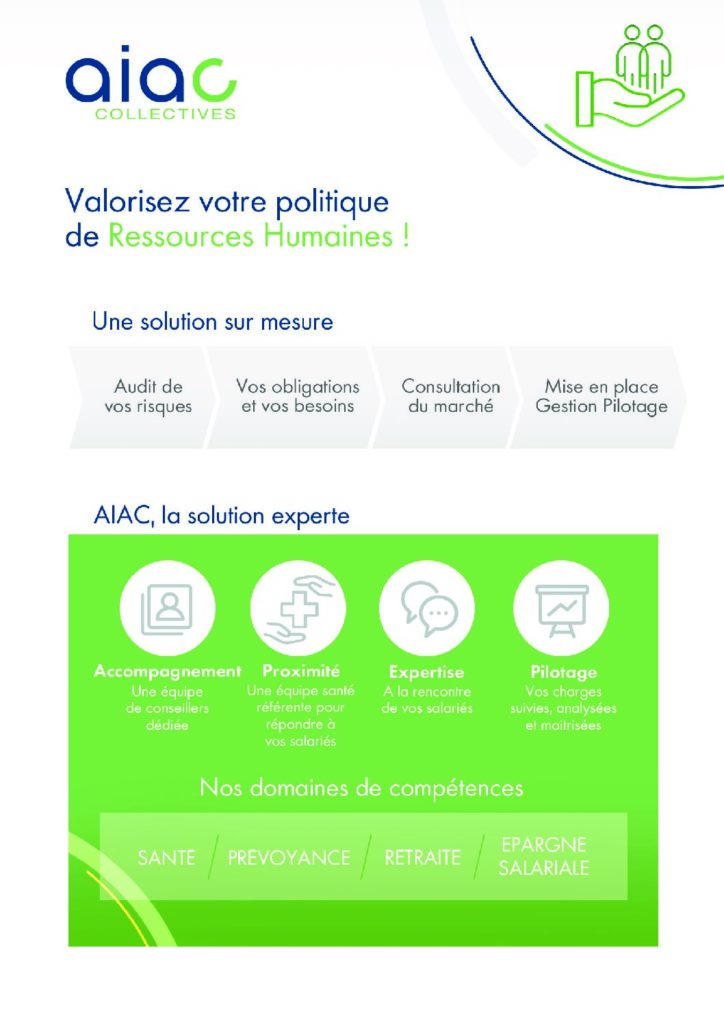 aiac
COLLECTIVES
Valorisez votre politique
de Ressources Humaines !
Une solution sur mesure
Audit de
vos risques
Vos obligations
et vos besoins
Consultation
du marché
Mise en place
Gestion Pilotage
AIAC, la solution experte
Accompagnement
Une équipe
de conseillers
dédiée
Proximité
Une équipe santé
référente pour
répondre à
vos salariés
Expertise
A la rencontre
de vos salariés
Pilotage
Vos charges
suivies, analysées
et maitrisées
Nos domaines de compétences
SANTÉ / PRÉVOYANCE / RETRAITE / EPARGNE
SALARIALE